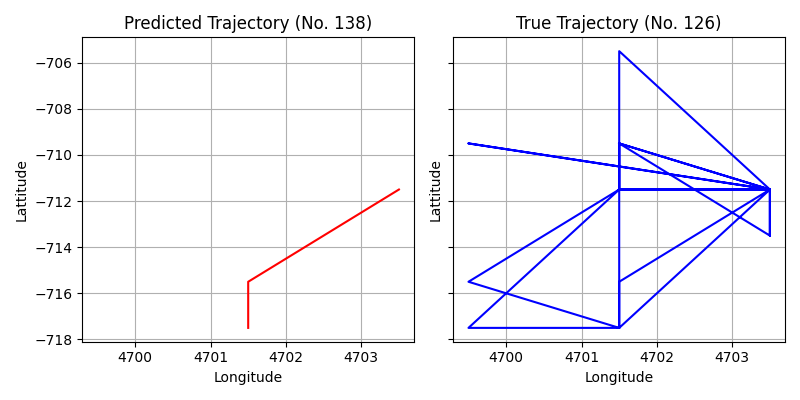 Predicted Trajectory (No. 138)
True Trajectory (No. 126)
−706
−708
−710
−712
−714
−716
−718
Lattitude
Lattitude
4700 4701 4702 4703
4700 4701 4702 4703
Longitude
Longitude